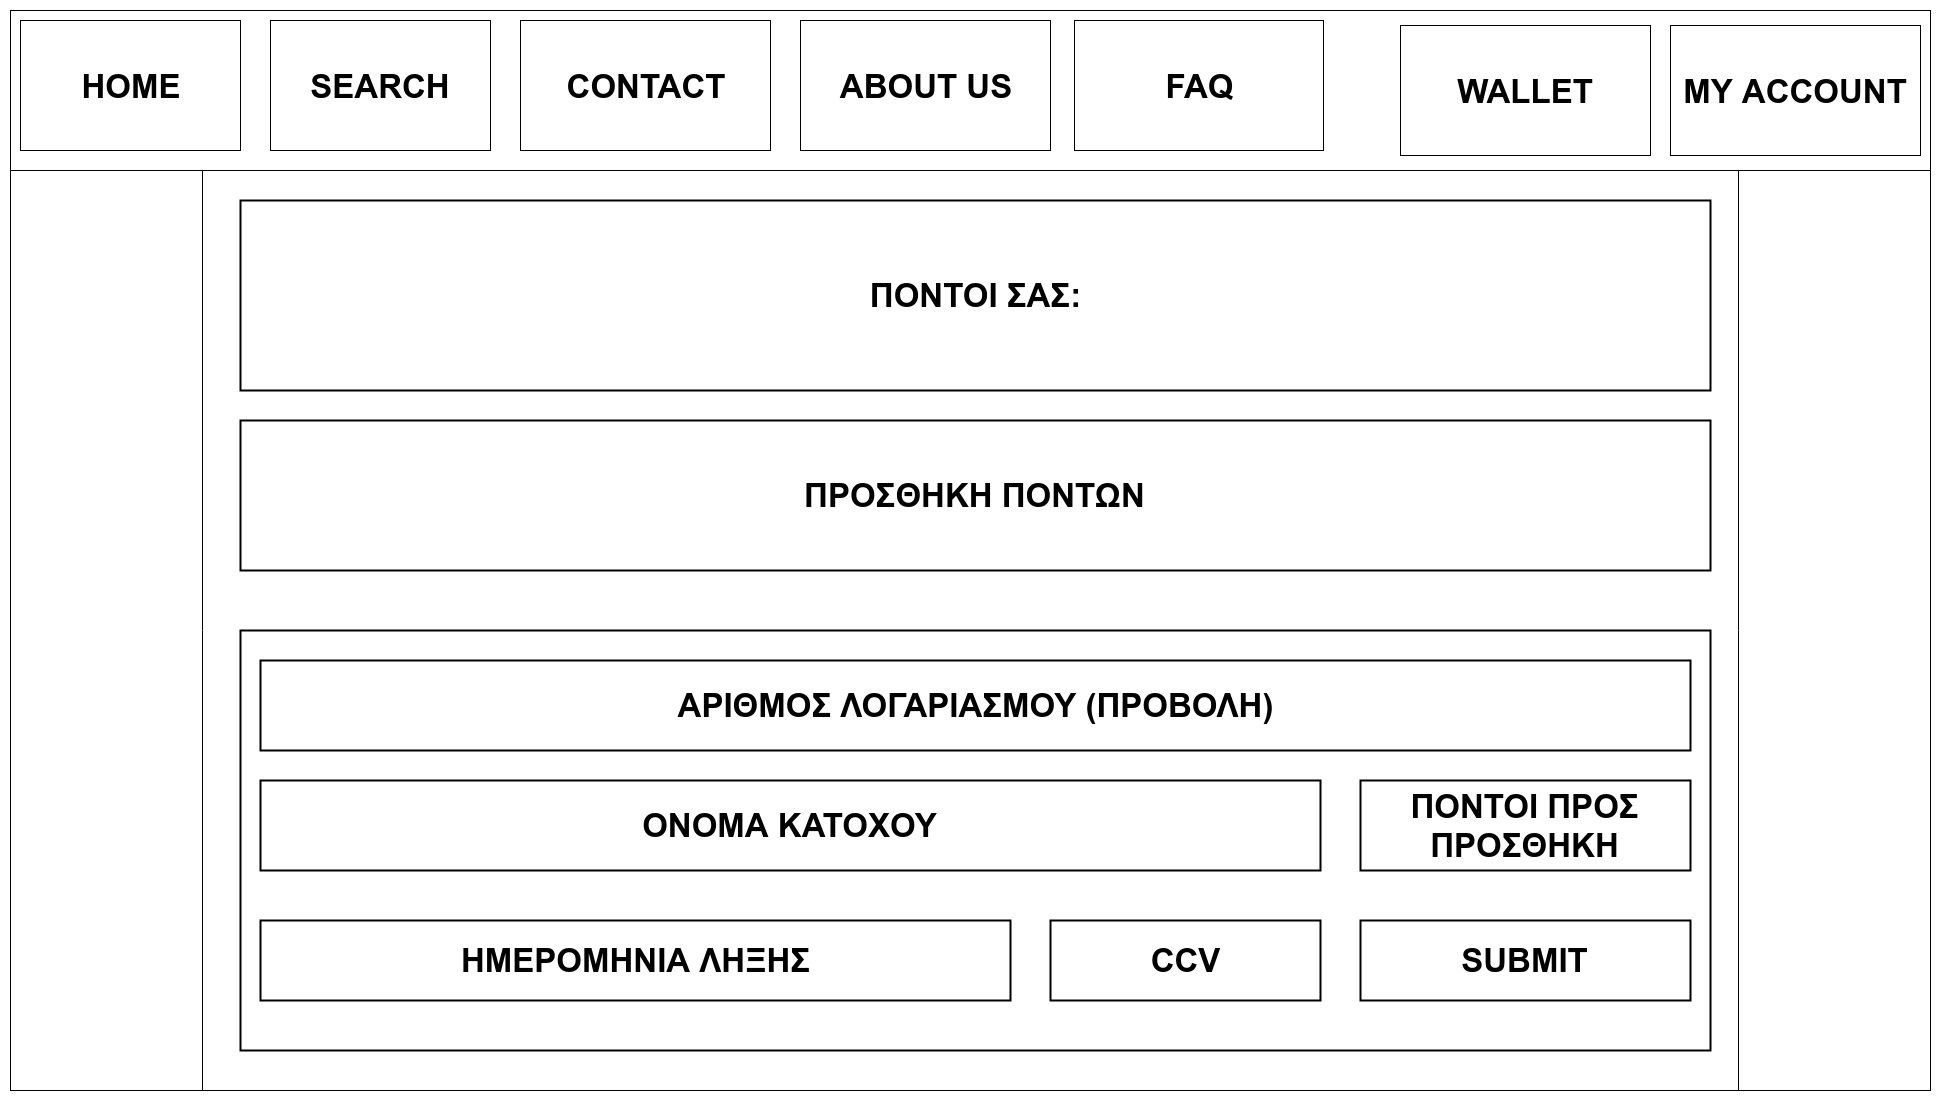 HOME
SEARCH
CONTACT
ABOUT US
FAQ
WALLET
MY ACCOUNT
ΠΟΝΤΟΙ ΣΑΣ:
ΠΡΟΣΘΗΚΗ ΠΟΝΤΩΝ
ΑΡΙΘΜΟΣ ΛΟΓΑΡΙΑΣΜΟΥ (ΠΡΟΒΟΛΗ)
ΟΝΟΜΑ ΚΑΤΟΧΟΥ
ΠΟΝΤΟΙ ΠΡΟΣ
ΠΡΟΣΘΗΚΗ
ΗΜΕΡΟΜΗΝΙΑ ΛΗΞΗΣ
CCV
SUBMIT